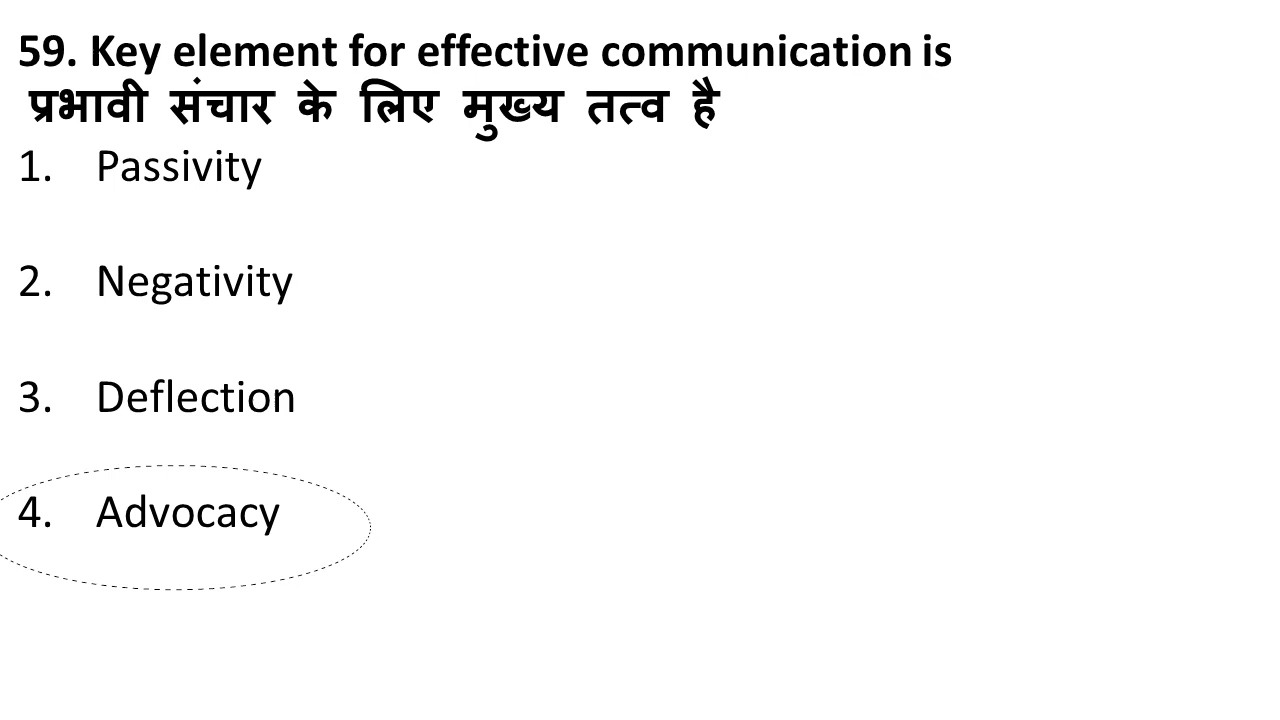 59. Key element for effective communication is
प्रभावी संचार के लिए मुख्य तत्व है
1. Passivity
2. Negativity
3. Deflection
4. Advocacy